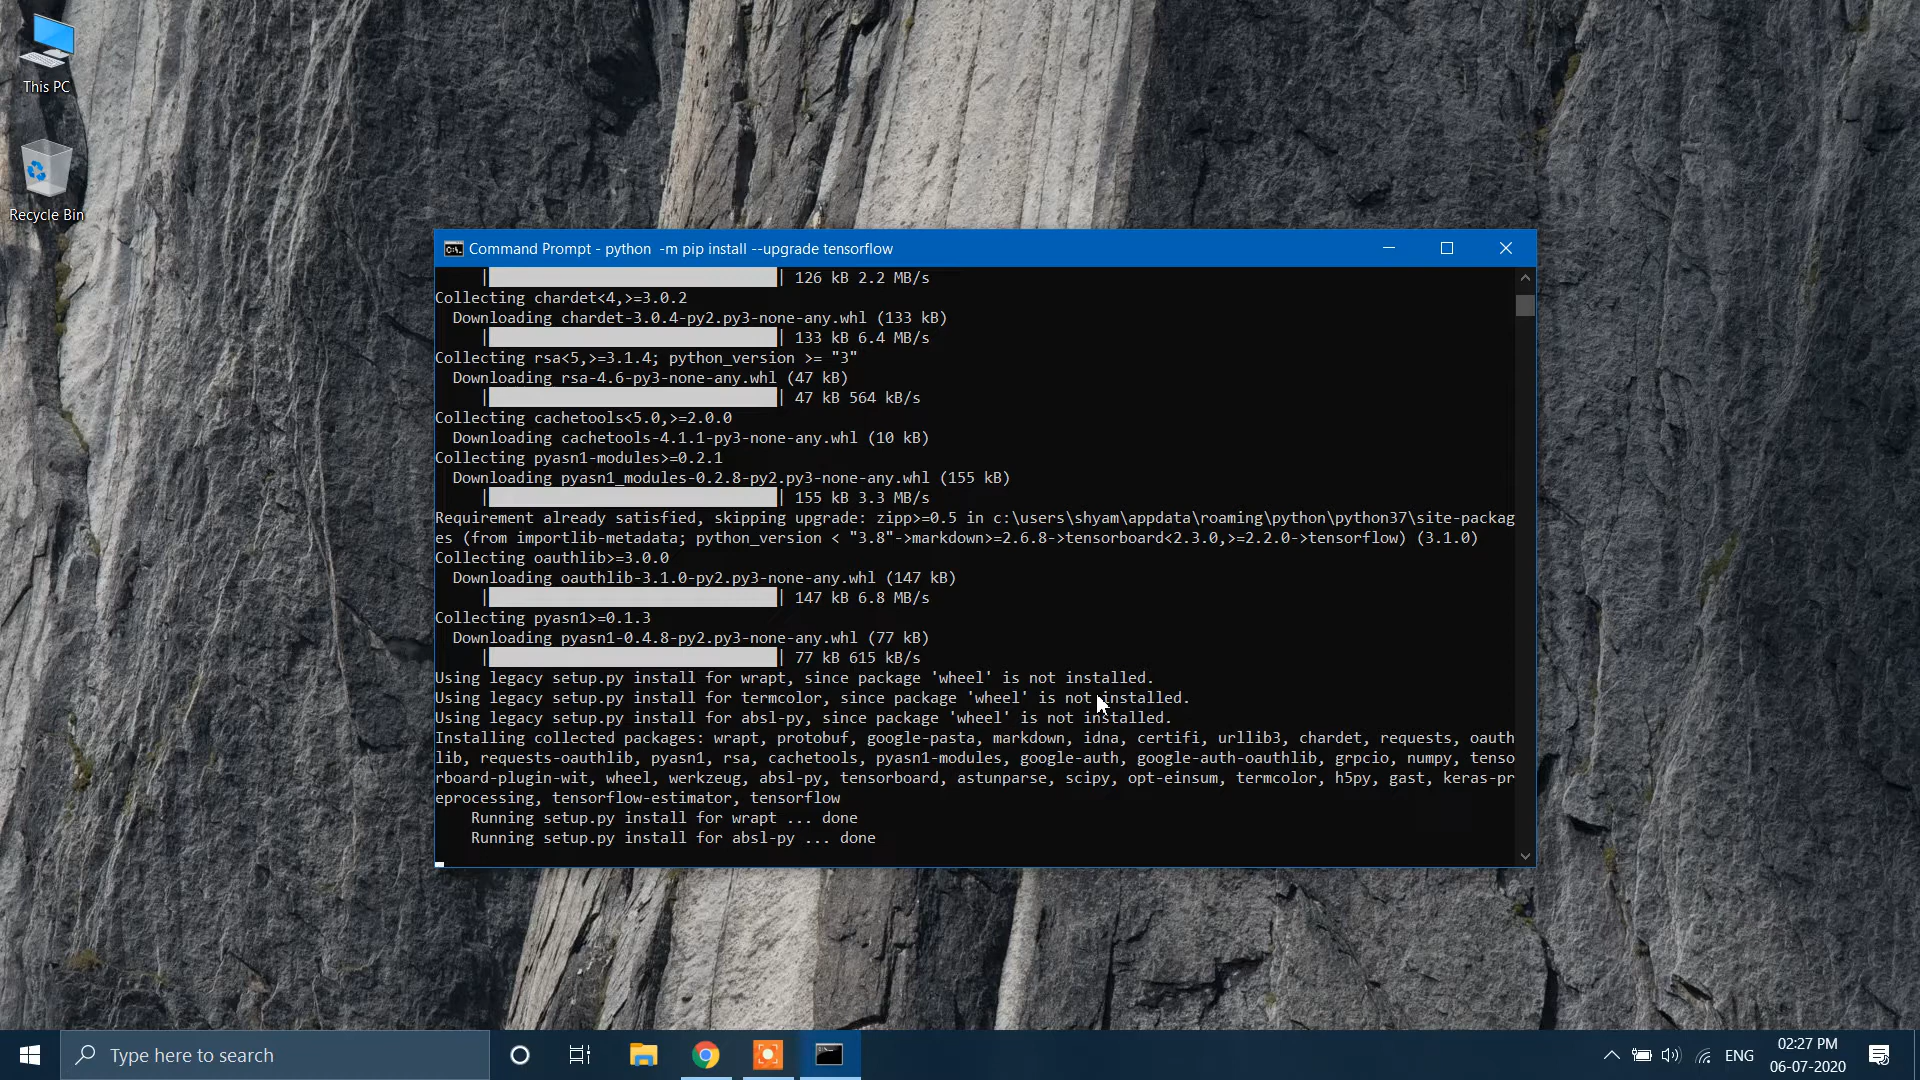 This PC
Recycle Bin
Command Prompt - python  -m pip install --upgrade tensorflow
| 126 kB 2.2 MB/s
Collecting chardet<4,>=3.0.2
Downloading chardet-3.0.4-py2.py3-none-any.whl (133 kB)
| 133 kB 6.4 MB/s
Collecting rsa<5,>=3.1.4; python_version >= "3"
Downloading rsa-4.6-py3-none-any.whl (47 kB)
| 47 kB 564 kB/s
Collecting cachetools<5.0,>=2.0.0
Downloading cachetools-4.1.1-py3-none-any.whl (10 kB)
Collecting pyasn1-modules>=0.2.1
Downloading pyasn1_modules-0.2.8-py2.py3-none-any.whl (155 kB)
| 155 kB 3.3 MB/s
Requirement already satisfied, skipping upgrade: zipp>=0.5 in c:\users\shyam\appdata\roaming\python\python37\site-packag
es (from importlib-metadata; python_version < "3.8"->markdown>=2.6.8->tensorboard<2.3.0,>=2.2.0->tensorflow) (3.1.0)
Collecting oauthlib>=3.0.0
Downloading oauthlib-3.1.0-py2.py3-none-any.whl (147 kB)
| 147 kB 6.8 MB/s
Collecting pyasn1>=0.1.3
Downloading pyasn1-0.4.8-py2.py3-none-any.whl (77 kB)
| 77 kB 615 kB/s
Using legacy setup.py install for wrapt, since package 'wheel' is not installed.
Using legacy setup.py install for termcolor, since package 'wheel' is not installed.
Using legacy setup.py install for absl-py, since package 'wheel' is not installed.
Installing collected packages: wrapt, protobuf, google-pasta, markdown, idna, certifi, urllib3, chardet, requests, oauth
lib, requests-oauthlib, pyasn1, rsa, cachetools, pyasn1-modules, google-auth, google-auth-oauthlib, grpcio, numpy, tenso
rboard-plugin-wit, wheel, werkzeug, absl-py, tensorboard, astunparse, scipy, opt-einsum, termcolor, h5py, gast, keras-pr
eprocessing, tensorflow-estimator, tensorflow
Running setup.py install for wrapt ... done
Running setup.py install for absl-py ... done
Type here to search
ENG
02:27 PM
06-07-2020